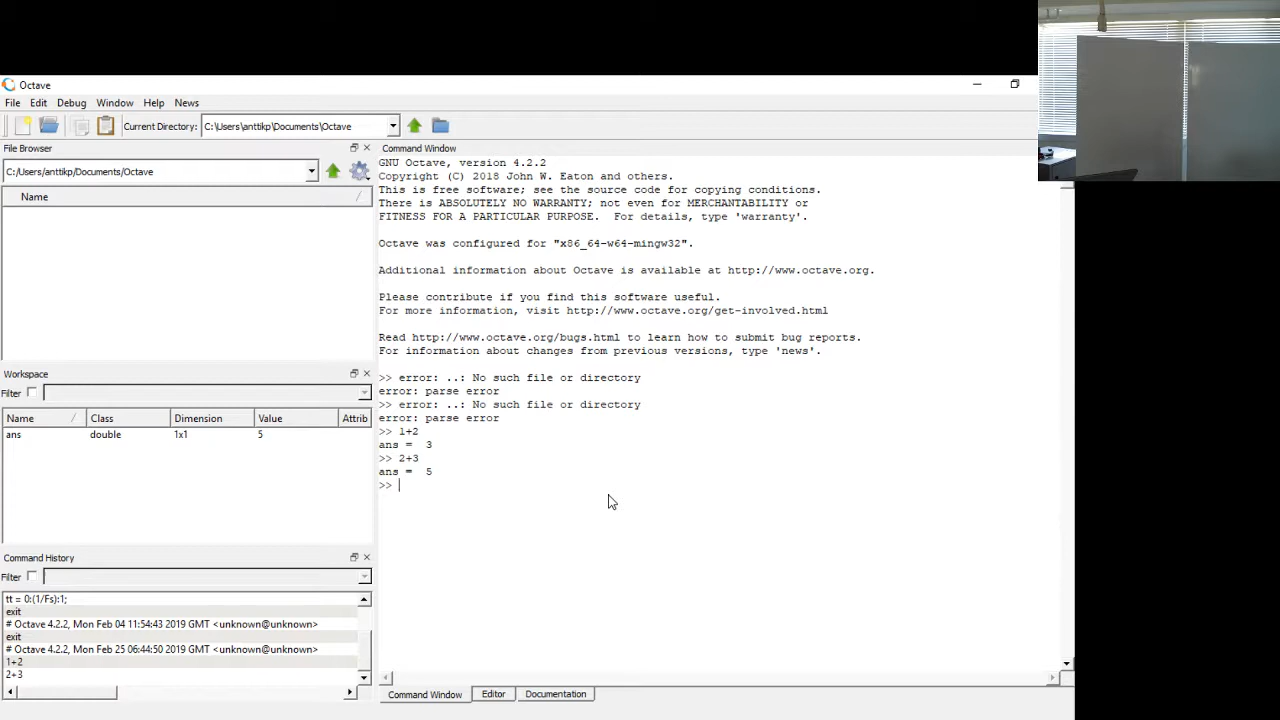 Octave
File Edit Debug Window Help News
Current Directory: C:\Users\anttikp\Documents\Octave
File Browser
C:/Users/anttikp/Documents/Octave
Name
Workspace
Filter
Name Class Dimension Value Attrib
ans double 1x1 5
Command History
Filter
tt = 0:(1/Fs):1;
exit
# Octave 4.2.2, Mon Feb 04 11:54:43 2019 GMT <unknown@unknown>
exit
# Octave 4.2.2, Mon Feb 25 06:44:50 2019 GMT <unknown@unknown>
1+2
2+3
Command Window
GNU Octave, version 4.2.2
Copyright (C) 2018 John W. Eaton and others.
This is free software; see the source code for copying conditions.
There is ABSOLUTELY NO WARRANTY; not even for MERCHANTABILITY or
FITNESS FOR A PARTICULAR PURPOSE.  For details, type 'warranty'.
Octave was configured for "x86_64-w64-mingw32".
Additional information about Octave is available at http://www.octave.org.
Please contribute if you find this software useful.
For more information, visit http://www.octave.org/get-involved.html
Read http://www.octave.org/bugs.html to learn how to submit bug reports.
For information about changes from previous versions, type 'news'.
>> error: ..: No such file or directory
error: parse error
>> error: ..: No such file or directory
error: parse error
>> 1+2
ans =  3
>> 2+3
ans =  5
>>
Command Window Editor Documentation